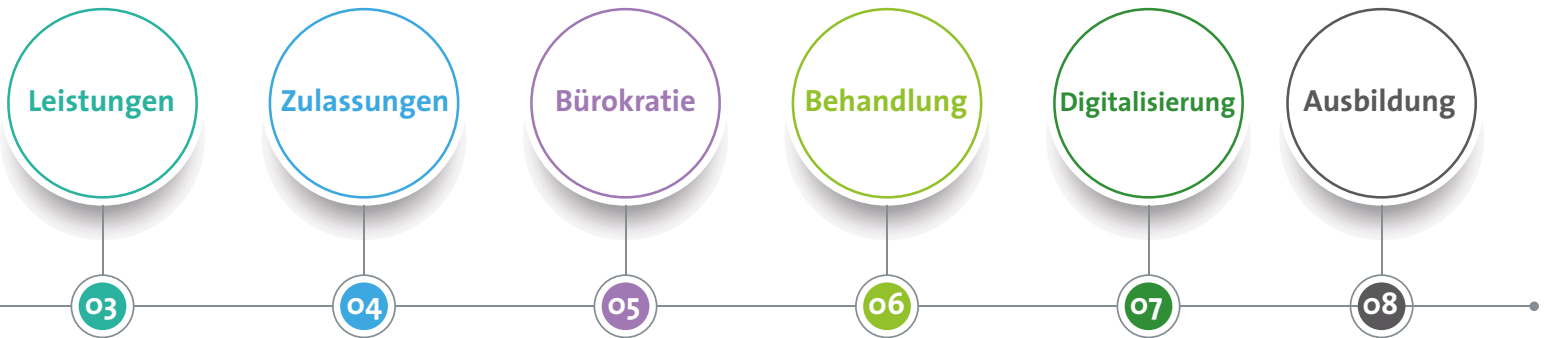 Leistungen
Zulassungen
Bürokratie
Behandlung
Digitalisierung
Ausbildung
03
04
05
06
07
08